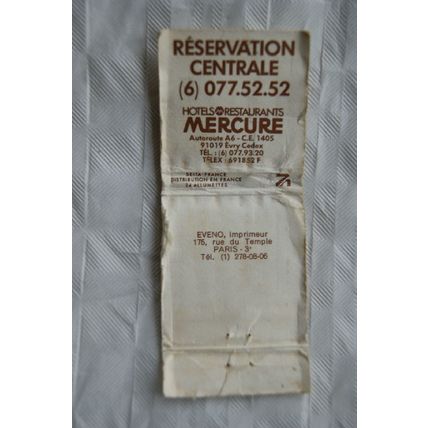 RÉSERVATION
CENTRALE
(6) 077.52.52
HOTELS RESTAURANTS
MERCURE
Autoroute A6 - C.E. 1405
91019 Évry Cedex
TÉL. : (6) 077.93.20
TÉLEX : 691852 F
SEITA-FRANCE
DISTRIBUTION EN FRANCE
24 ALLUMETTES
EVENO, imprimeur
175, rue du Temple
PARIS - 3e
Tél. (1) 278-08-06